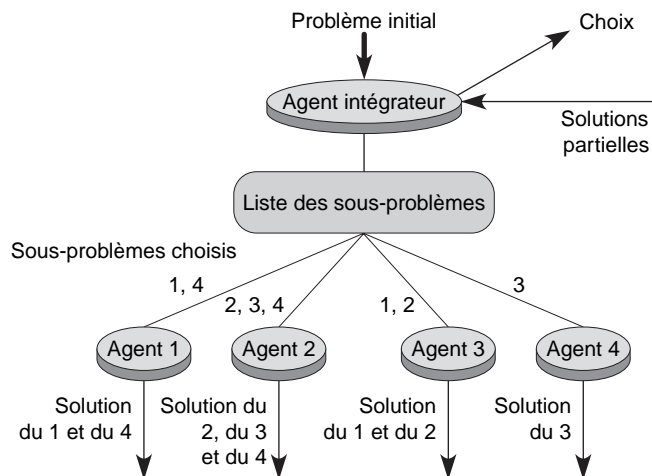 Problème initial
Choix
Agent intégrateur
Solutions
partielles
Liste des sous-problèmes
Sous-problèmes choisis
1, 4
2, 3, 4
1, 2
3
Agent 1
Agent 2
Agent 3
Agent 4
Solution
du 1 et du 4
Solution du
2, du 3
et du 4
Solution
du 1 et du 2
Solution
du 3